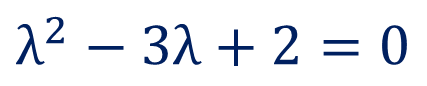 λ² − 3λ + 2 = 0